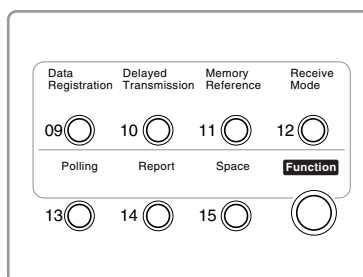 Data Delayed Memory Receive
Registration Transmission Reference Mode
09 10 11 12
Polling Report Space Function
13 14 15